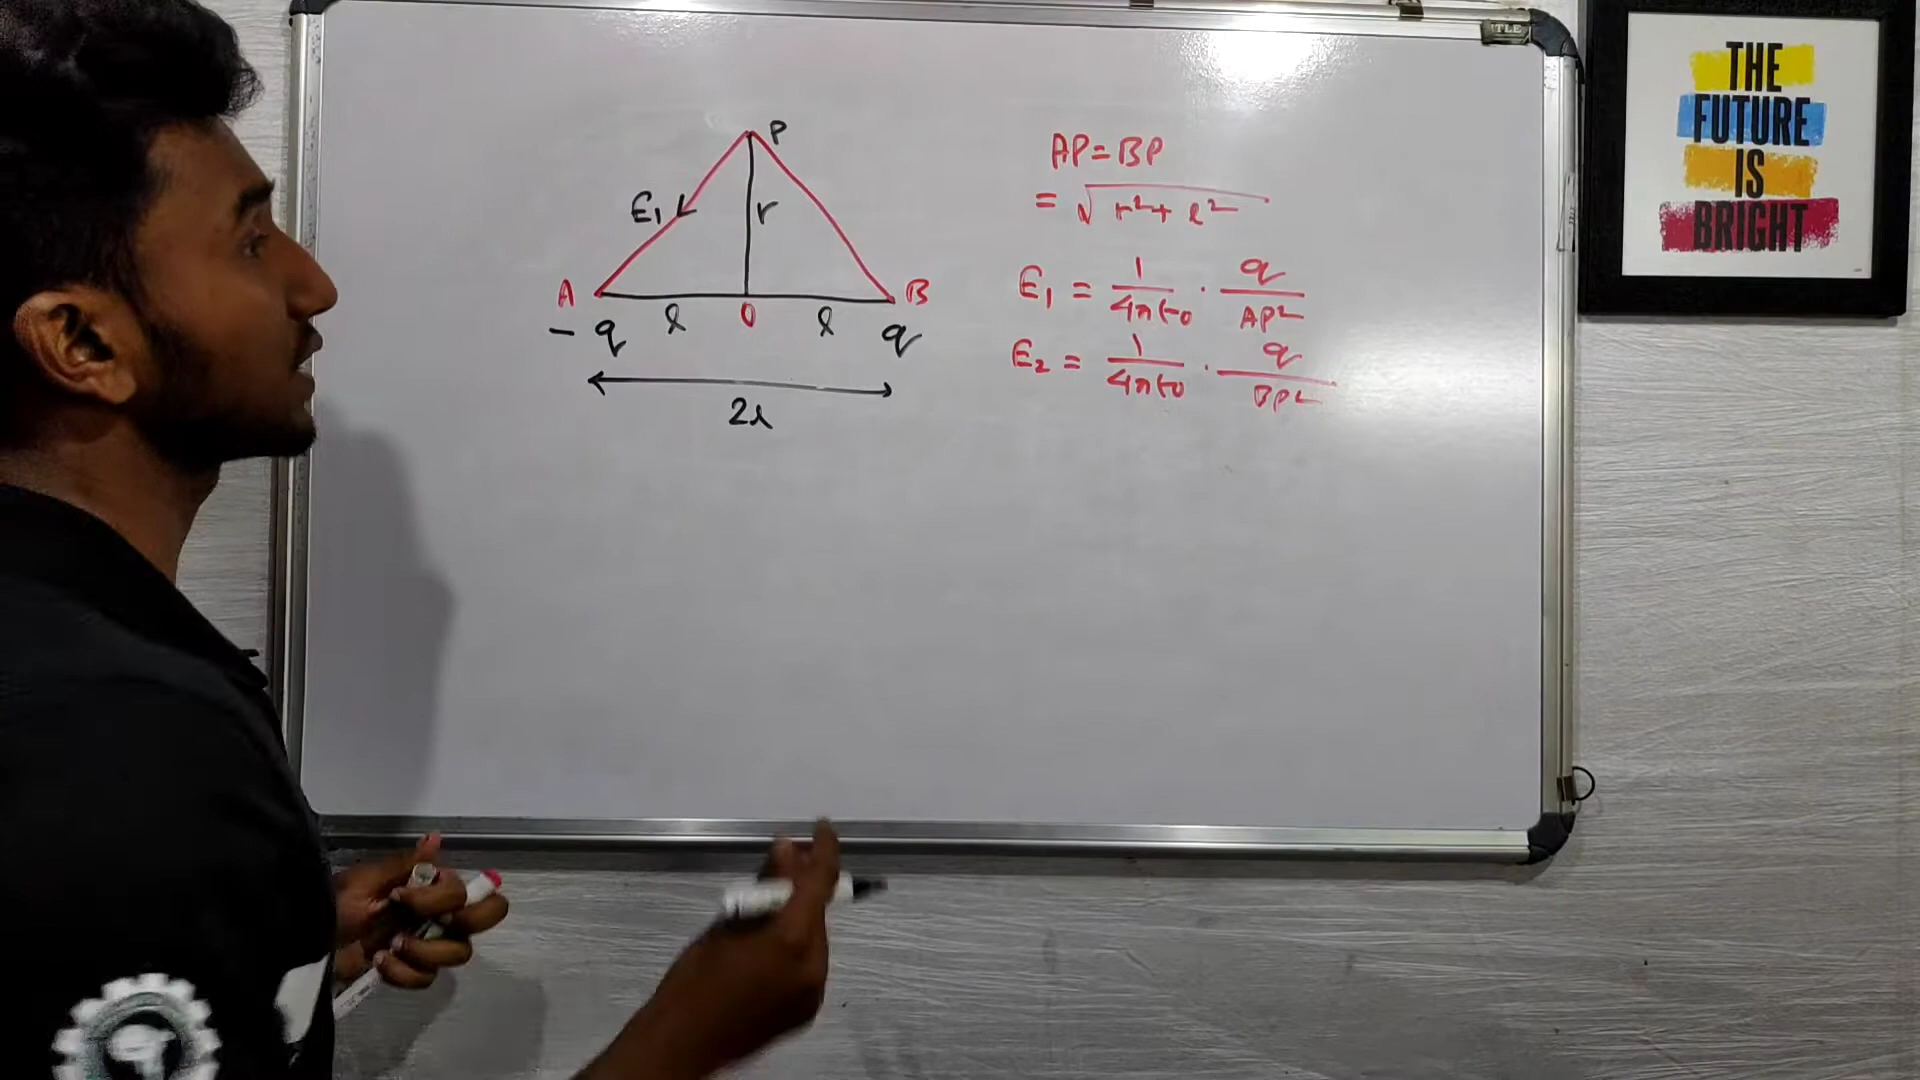 TLE
THE
FUTURE
IS
BRIGHT
P
E₁
r
A
B
- q
l
O
l
q
2l
AP = BP
= √(r² + l²)
E₁ = 1/4πε₀ · q/AP²
E₂ = 1/4πε₀ · q/BP²